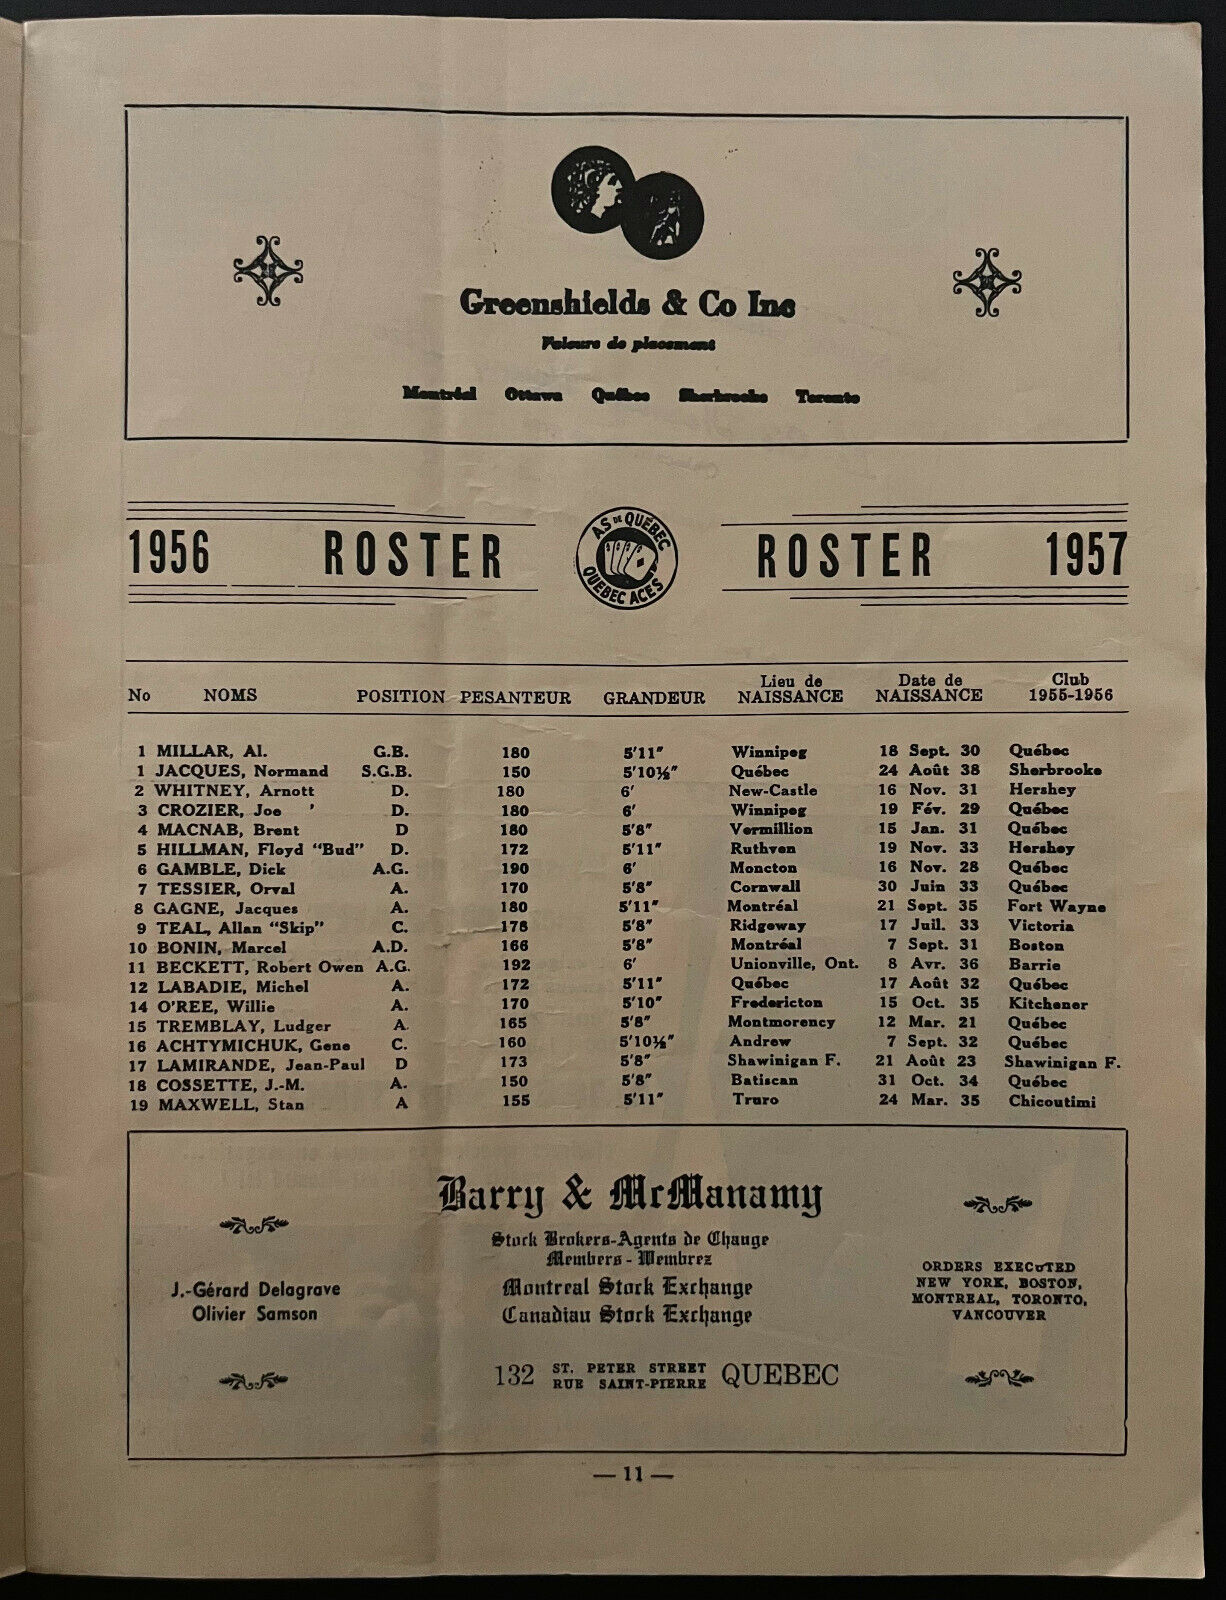 Greenshields & Co Inc
Valeurs de placement
Montréal Ottawa Québec Sherbrooke Toronto
1956 ROSTER AS DE QUÉBEC QUEBEC ACES ROSTER 1957
No NOMS POSITION PESANTEUR GRANDEUR Lieu de NAISSANCE Date de NAISSANCE Club 1955-1956
1 MILLAR, Al. G.B. 180 5'11" Winnipeg 18 Sept. 30 Québec
1 JACQUES, Normand S.G.B. 150 5'10½" Québec 24 Août 38 Sherbrooke
2 WHITNEY, Arnott D. 180 6' New-Castle 16 Nov. 31 Hershey
3 CROZIER, Joe ' D. 180 6' Winnipeg 19 Fév. 29 Québec
4 MACNAB, Brent D 180 5'8" Vermillion 15 Jan. 31 Québec
5 HILLMAN, Floyd "Bud" D. 172 5'11" Ruthven 19 Nov. 33 Hershey
6 GAMBLE, Dick A.G. 190 6' Moncton 16 Nov. 28 Québec
7 TESSIER, Orval A. 170 5'8" Cornwall 30 Juin 33 Québec
8 GAGNE, Jacques A. 180 5'11" Montréal 21 Sept. 35 Fort Wayne
9 TEAL, Allan "Skip" C. 178 5'8" Ridgeway 17 Juil. 33 Victoria
10 BONIN, Marcel A.D. 166 5'8" Montréal 7 Sept. 31 Boston
11 BECKETT, Robert Owen A.G. 192 6' Unionville, Ont. 8 Avr. 36 Barrie
12 LABADIE, Michel A. 172 5'11" Québec 17 Août 32 Québec
14 O'REE, Willie A. 170 5'10" Fredericton 15 Oct. 35 Kitchener
15 TREMBLAY, Ludger A. 165 5'8" Montmorency 12 Mar. 21 Québec
16 ACHTYMICHUK, Gene C. 160 5'10½" Andrew 7 Sept. 32 Québec
17 LAMIRANDE, Jean-Paul D 173 5'8" Shawinigan F. 21 Août 23 Shawinigan F.
18 COSSETTE, J.-M. A. 150 5'8" Batiscan 31 Oct. 34 Québec
19 MAXWELL, Stan A 155 5'11" Truro 24 Mar. 35 Chicoutimi
Barry & McManamy
Stock Brokers-Agents de Change
Members - Membrez
Montreal Stock Exchange
Canadian Stock Exchange
J.-Gérard Delagrave
Olivier Samson
ORDERS EXECUTED
NEW YORK, BOSTON,
MONTREAL, TORONTO,
VANCOUVER
132 ST. PETER STREET RUE SAINT-PIERRE QUEBEC
— 11 —